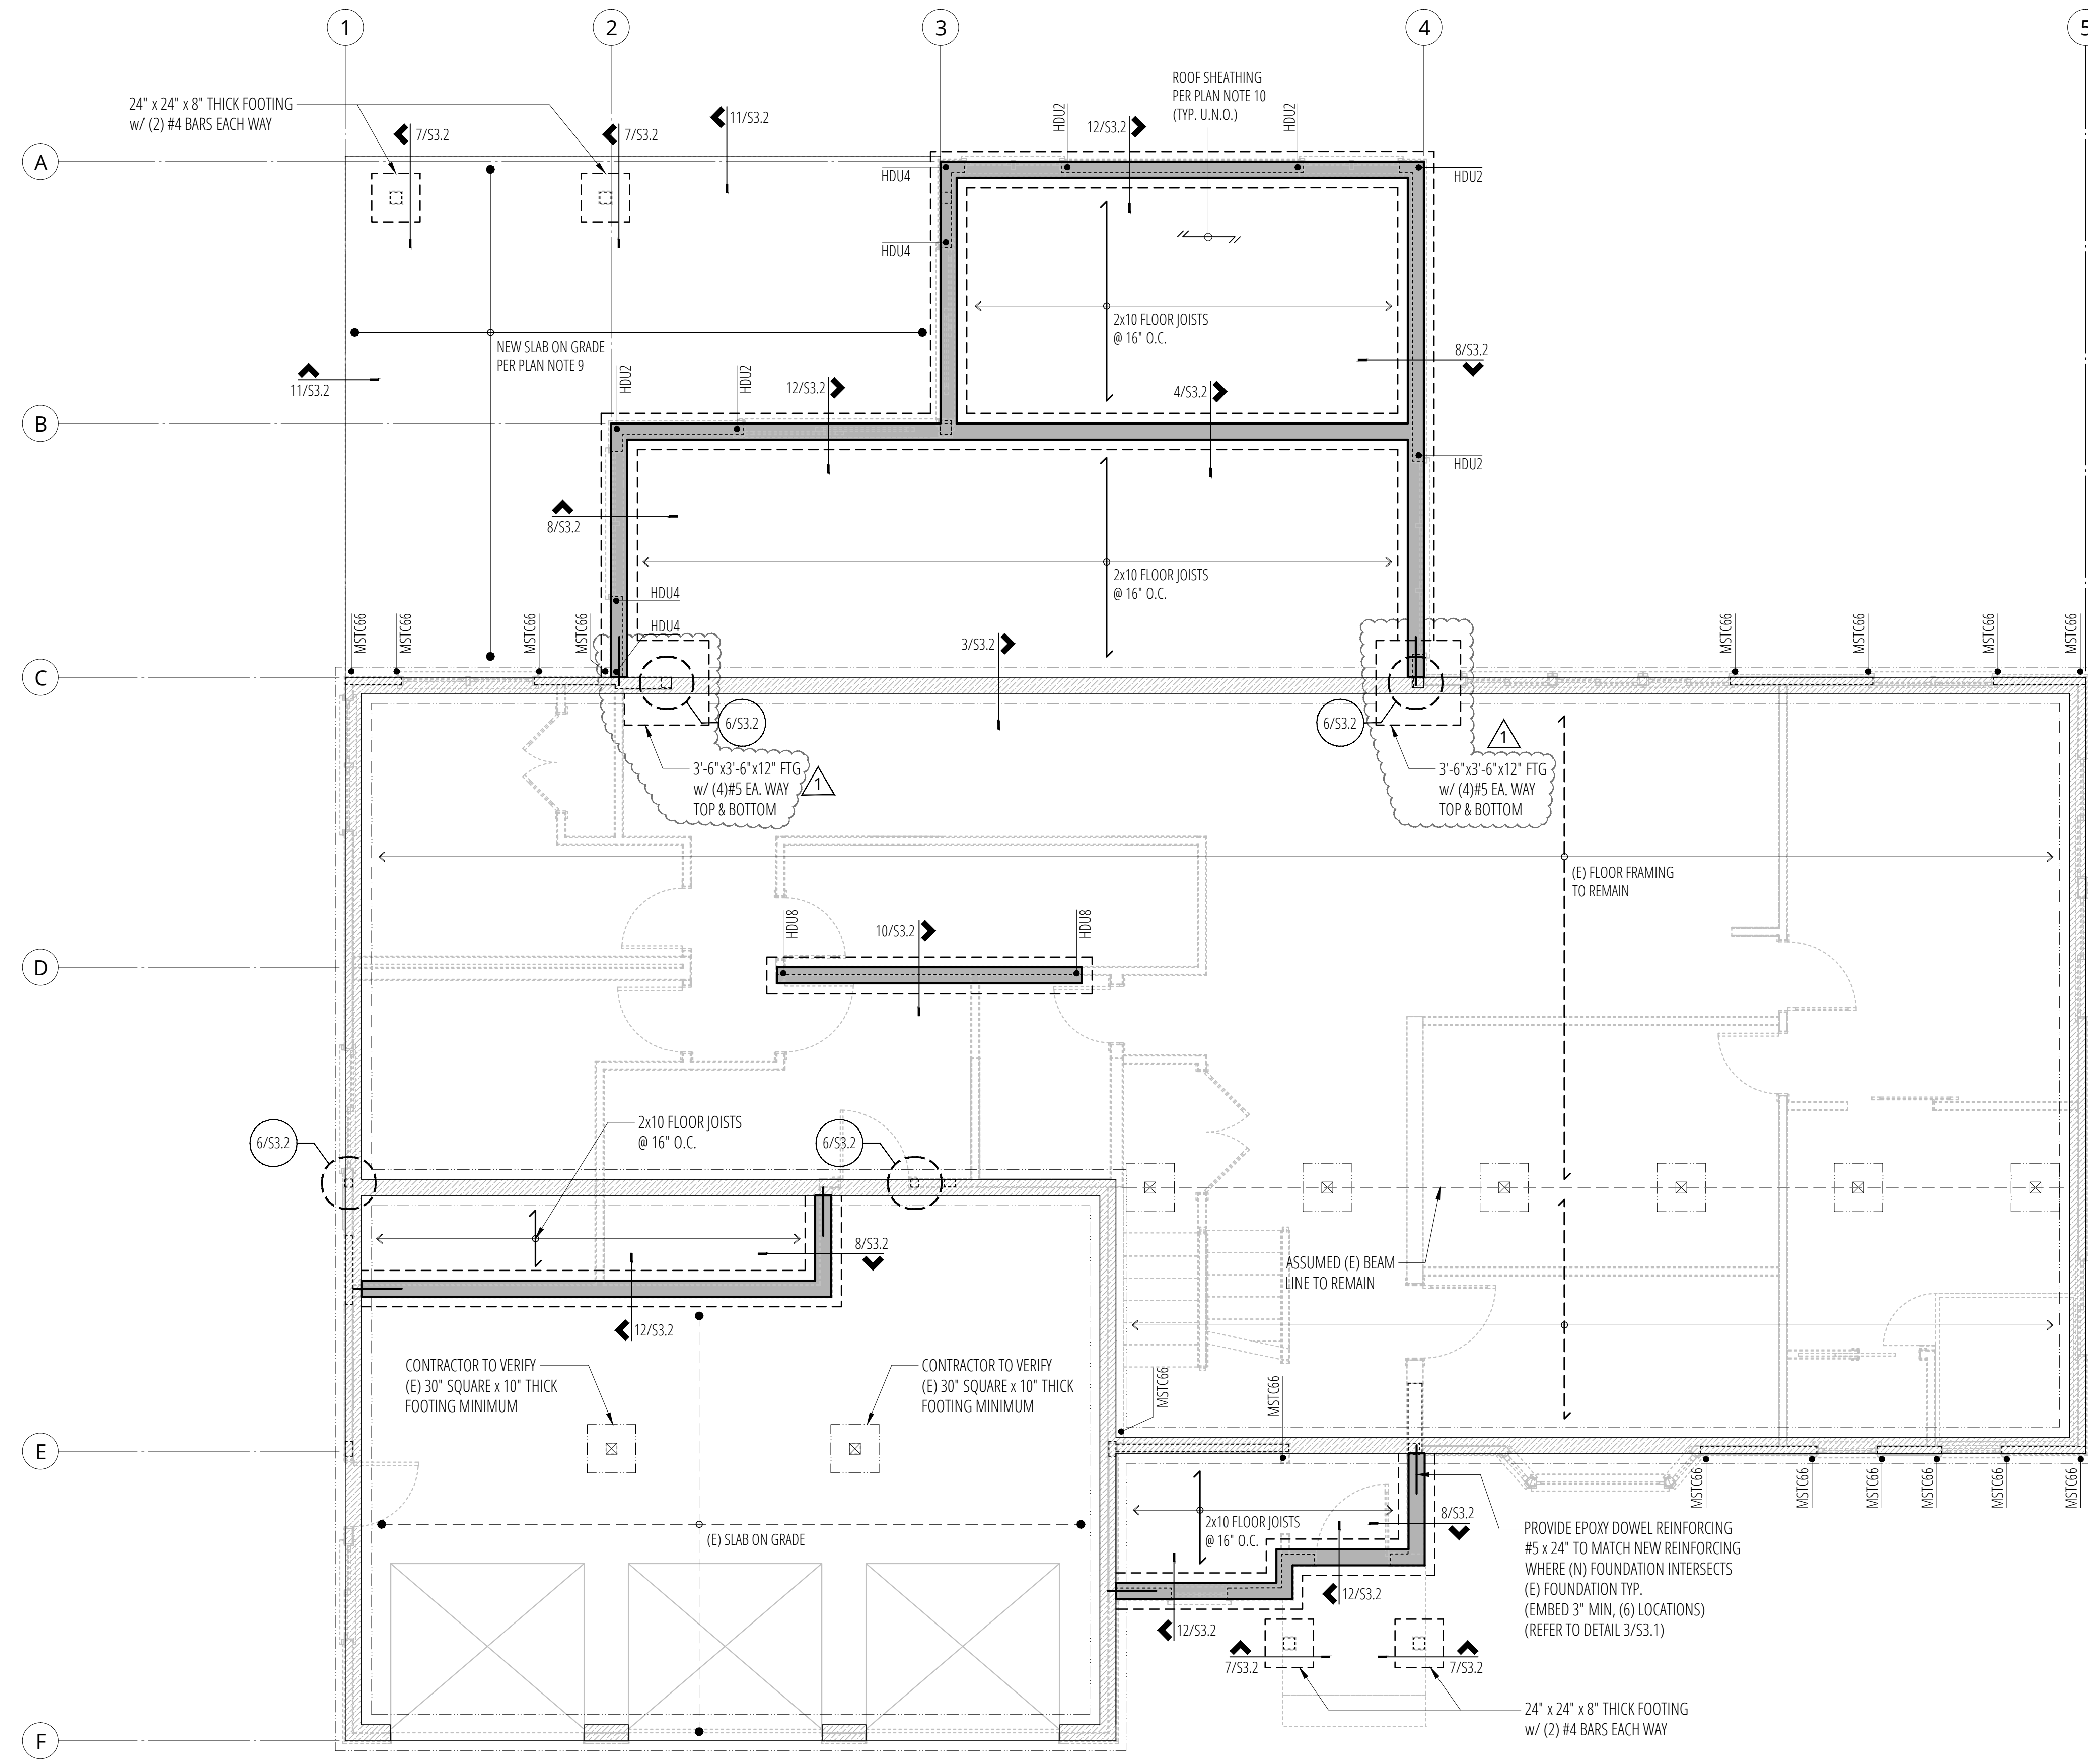 1
2
3
4
5
ROOF SHEATHING
PER PLAN NOTE 10
(TYP. U.N.O.)
24" x 24" x 8" THICK FOOTING
w/ (2) #4 BARS EACH WAY
7/S3.2
7/S3.2
11/S3.2
HDU2
12/S3.2
HDU2
A
HDU4
HDU2
HDU4
2x10 FLOOR JOISTS
@ 16" O.C.
NEW SLAB ON GRADE
PER PLAN NOTE 9
8/S3.2
11/S3.2
HDU2
HDU2
12/S3.2
4/S3.2
B
HDU2
8/S3.2
2x10 FLOOR JOISTS
@ 16" O.C.
HDU4
HDU4
MSTC66
MSTC66
MSTC66
MSTC66
3/S3.2
MSTC66
MSTC66
MSTC66
MSTC66
C
6/S3.2
6/S3.2
1
3'-6"x3'-6"x12" FTG
w/ (4)#5 EA. WAY
TOP & BOTTOM
1
3'-6"x3'-6"x12" FTG
w/ (4)#5 EA. WAY
TOP & BOTTOM
(E) FLOOR FRAMING
TO REMAIN
HDU8
10/S3.2
HDU8
D
2x10 FLOOR JOISTS
@ 16" O.C.
6/S3.2
6/S3.2
8/S3.2
ASSUMED (E) BEAM
LINE TO REMAIN
12/S3.2
CONTRACTOR TO VERIFY
(E) 30" SQUARE x 10" THICK
FOOTING MINIMUM
CONTRACTOR TO VERIFY
(E) 30" SQUARE x 10" THICK
FOOTING MINIMUM
MSTC66
MSTC66
E
MSTC66
MSTC66
MSTC66
MSTC66
MSTC66
MSTC66
(E) SLAB ON GRADE
2x10 FLOOR JOISTS
@ 16" O.C.
8/S3.2
PROVIDE EPOXY DOWEL REINFORCING
#5 x 24" TO MATCH NEW REINFORCING
WHERE (N) FOUNDATION INTERSECTS
(E) FOUNDATION TYP.
(EMBED 3" MIN, (6) LOCATIONS)
(REFER TO DETAIL 3/S3.1)
12/S3.2
12/S3.2
7/S3.2
7/S3.2
24" x 24" x 8" THICK FOOTING
w/ (2) #4 BARS EACH WAY
F